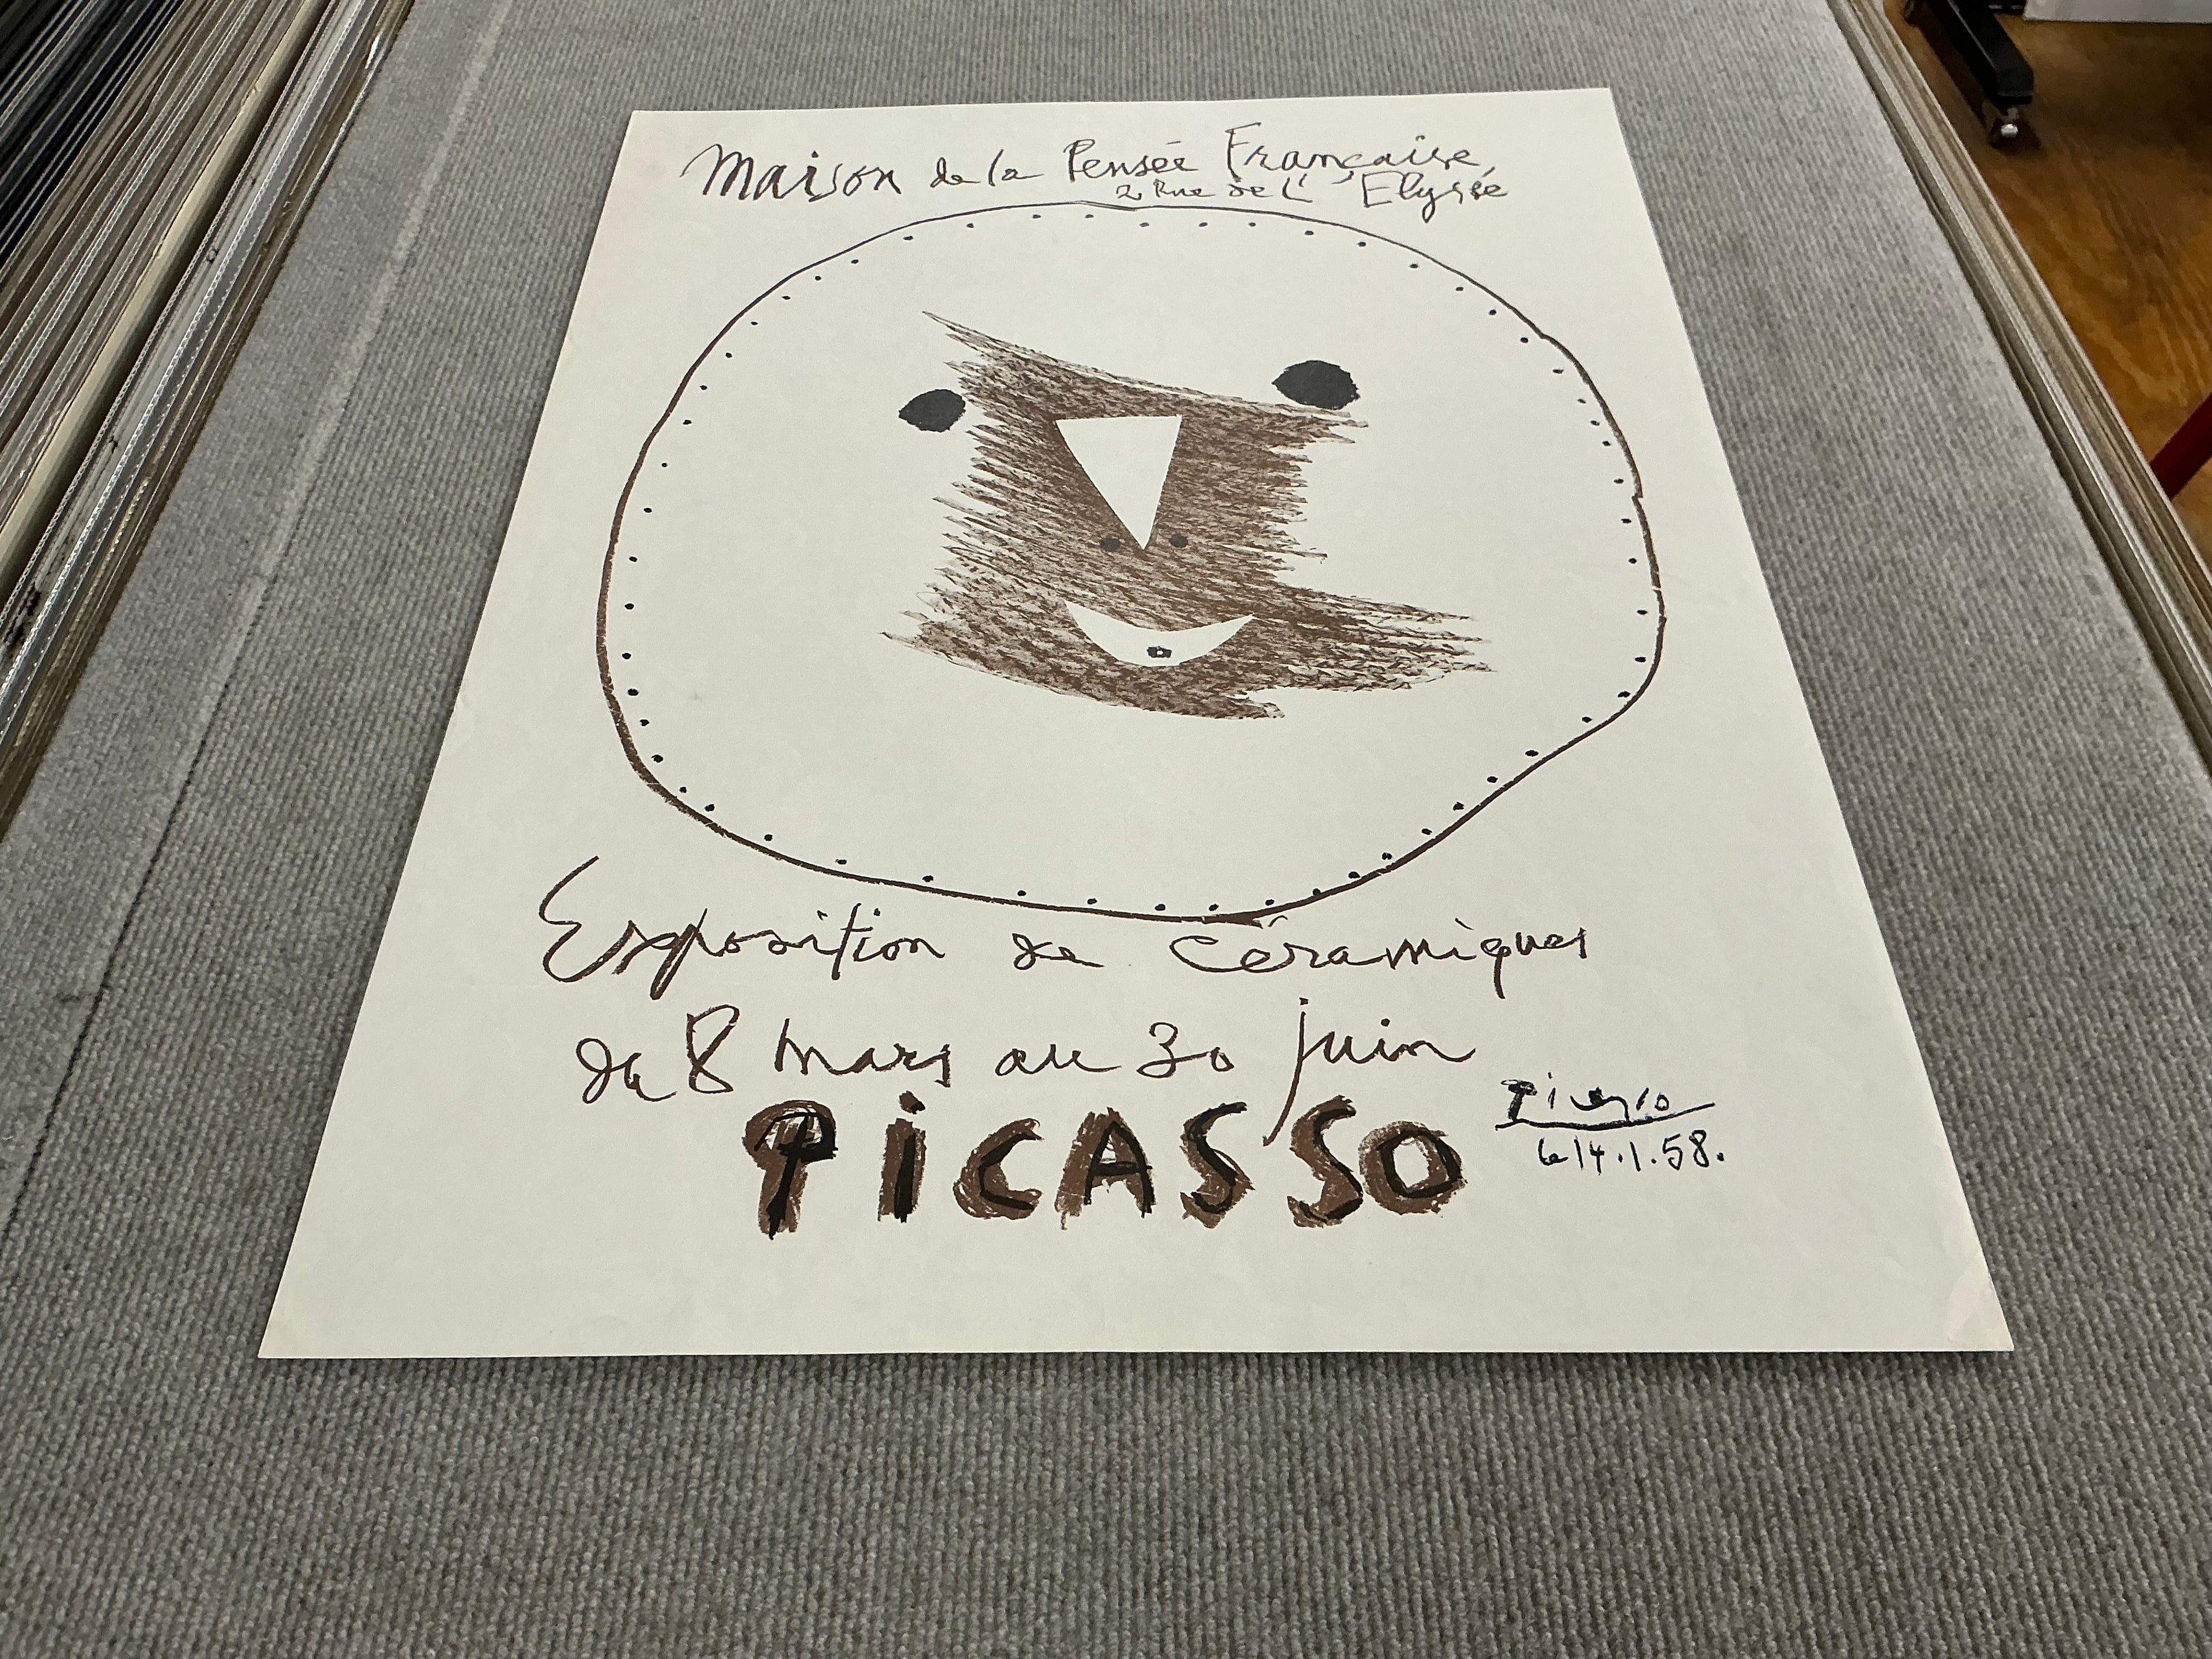 Maison de la Pensée Française,
2 Rue de L'Elysée
Exposition de Céramiques
du 8 mars au 30 juin
PiCASSO
Picasso
le 14.1.58.